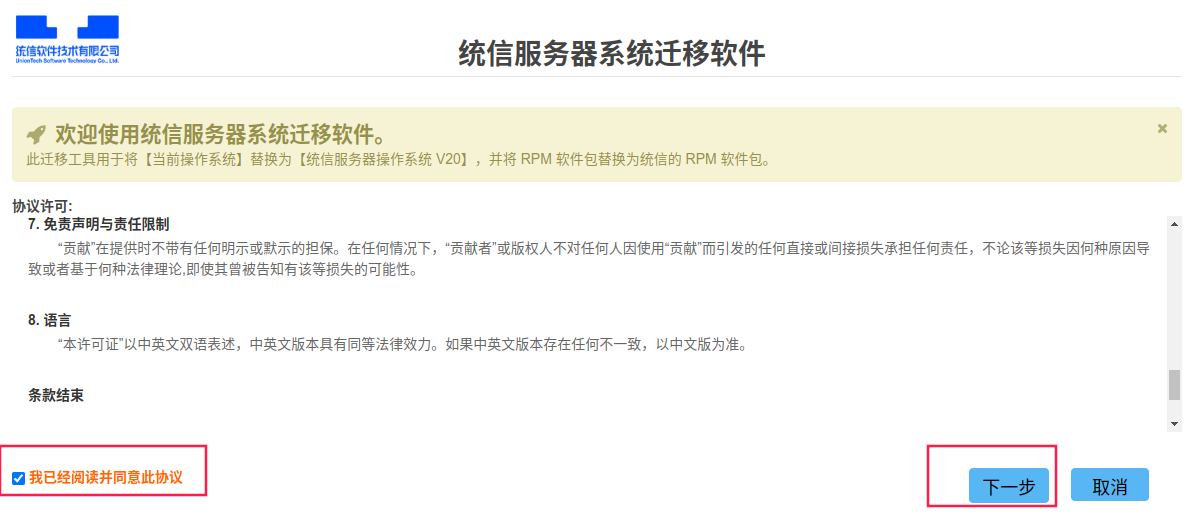 统信软件技术有限公司
UnionTech Software Technology Co., Ltd.
统信服务器系统迁移软件
欢迎使用统信服务器系统迁移软件。
此迁移工具用于将【当前操作系统】替换为【统信服务器操作系统 V20】，并将 RPM 软件包替换为统信的 RPM 软件包。
协议许可:
7. 免责声明与责任限制
“贡献”在提供时不带有任何明示或默示的担保。在任何情况下，“贡献者”或版权人不对任何人因使用“贡献”而引发的任何直接或间接损失承担任何责任，不论该等损失因何种原因导
致或者基于何种法律理论,即使其曾被告知有该等损失的可能性。
8. 语言
“本许可证”以中英文双语表述，中英文版本具有同等法律效力。如果中英文版本存在任何不一致，以中文版为准。
条款结束
我已经阅读并同意此协议
下一步
取消